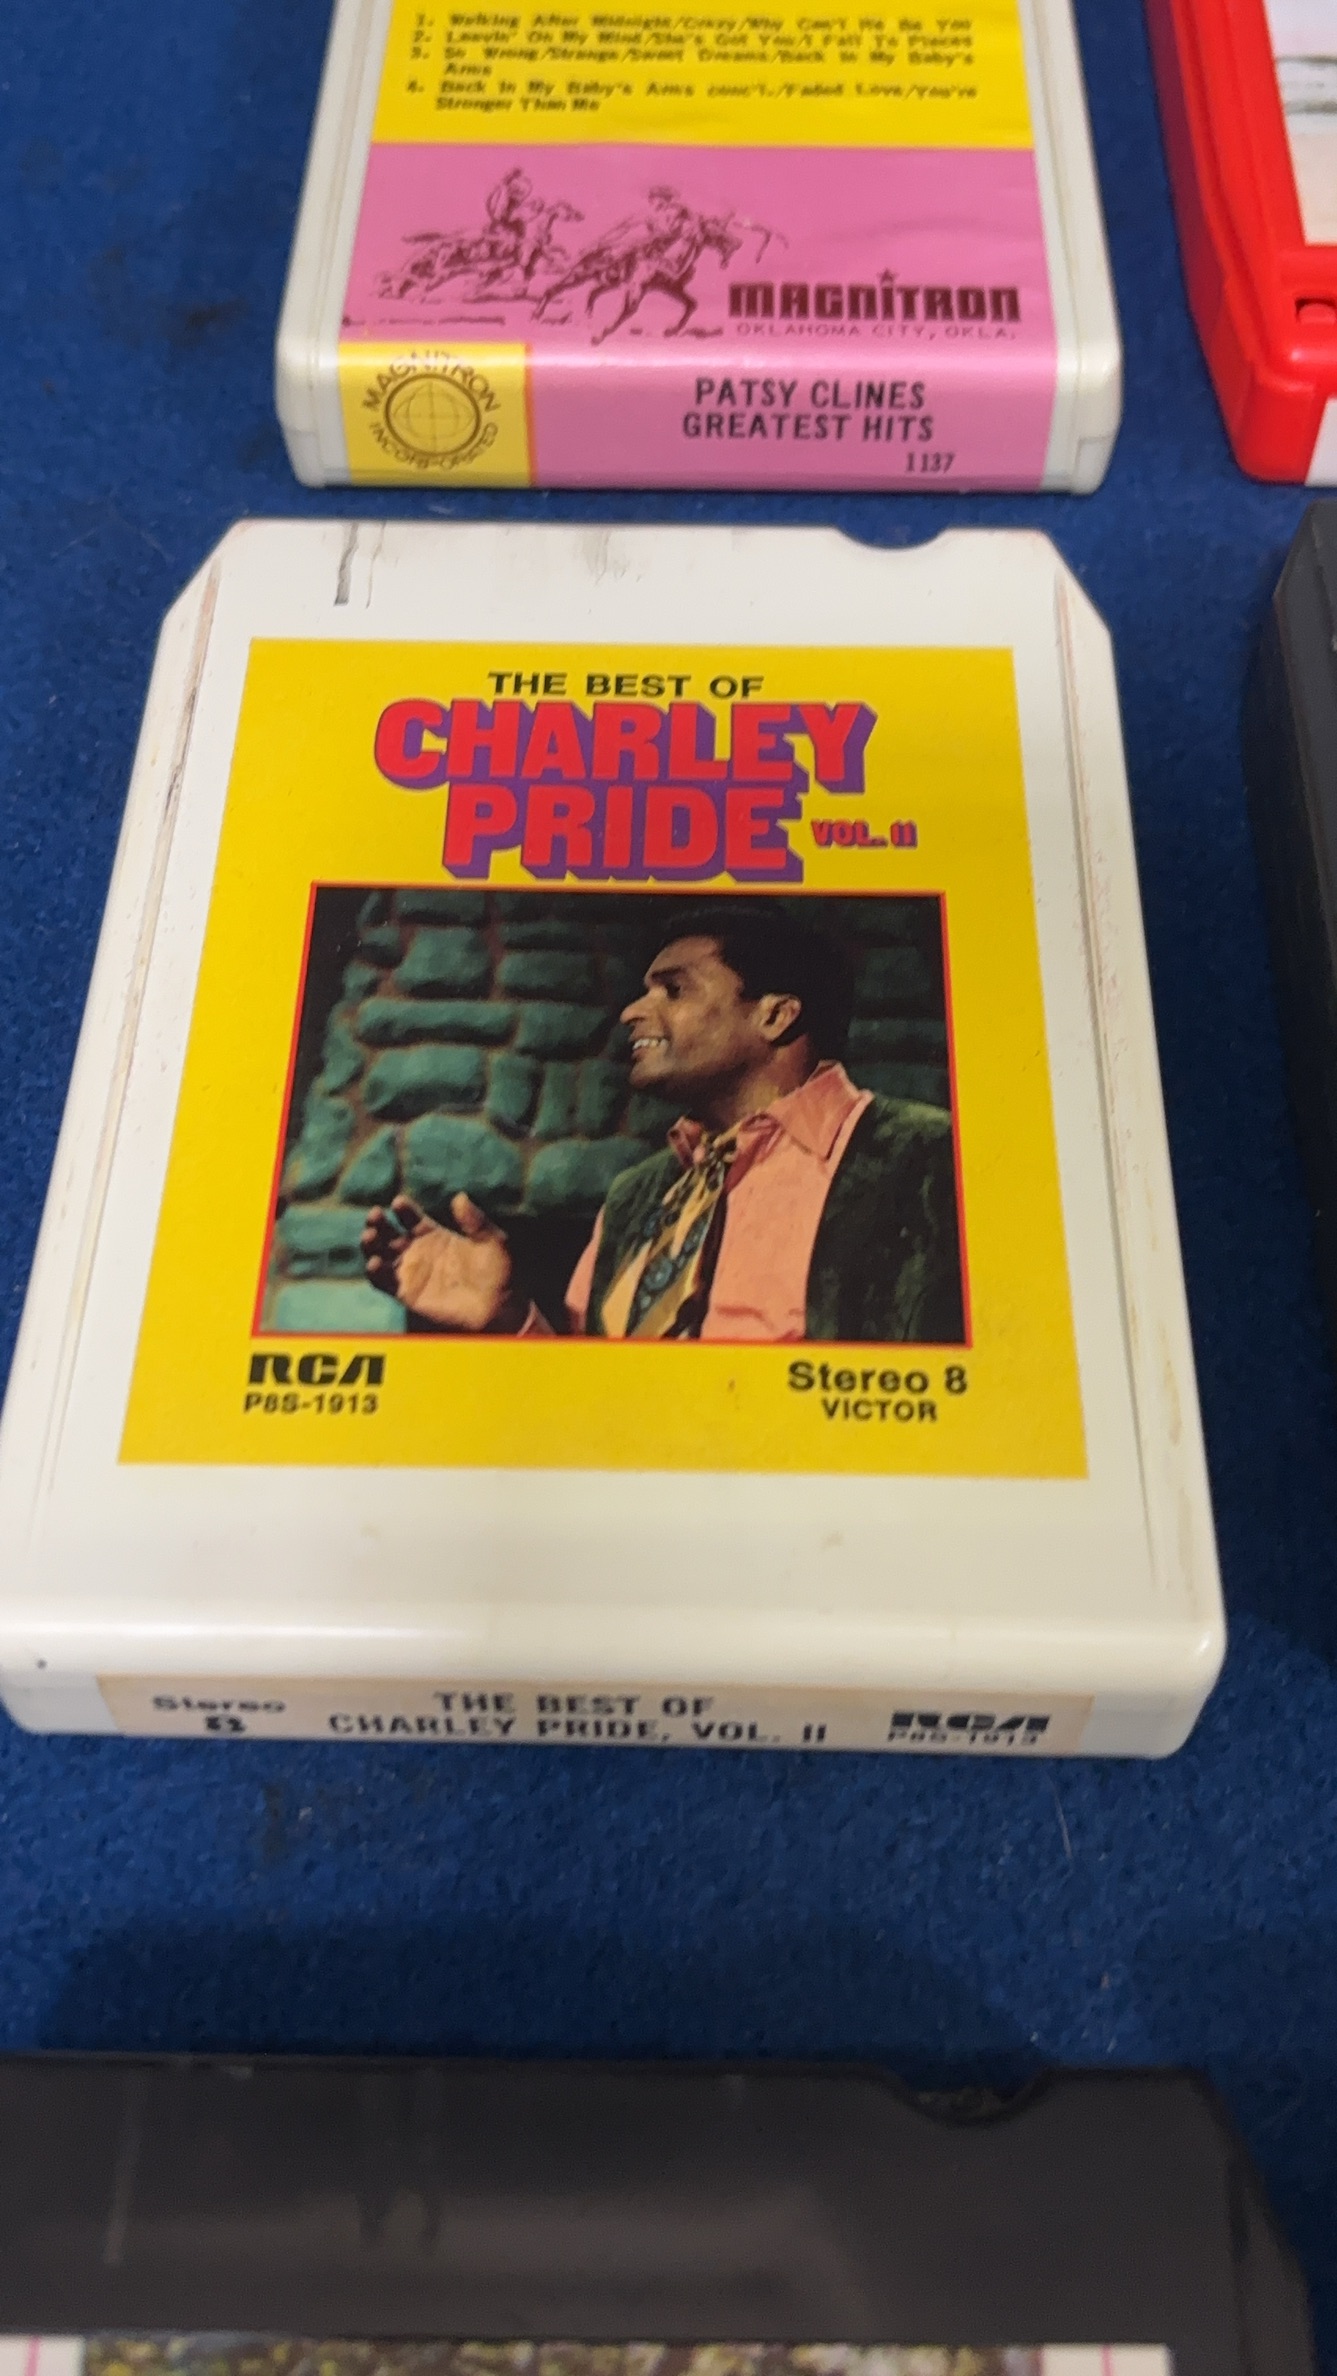 1. Walking After Midnight/Crazy/Why Can't He Be You
2. Leavin' On My Mind/She's Got You/I Fall To Pieces
3. So Wrong/Strange/Sweet Dreams/Back In My Baby's
Arms
4. Back In My Baby's Arms conc'l./Faded Love/You're
Stronger Than Me
MAGNITRON
OKLAHOMA CITY, OKLA.
MAGNITRON
INCORPORATED
PATSY CLINES
GREATEST HITS
1137
THE BEST OF
CHARLEY
PRIDE VOL. II
RCA
P8S-1913
Stereo 8
VICTOR
Stereo
8
THE BEST OF
CHARLEY PRIDE, VOL. II
RCA
P8S-1913